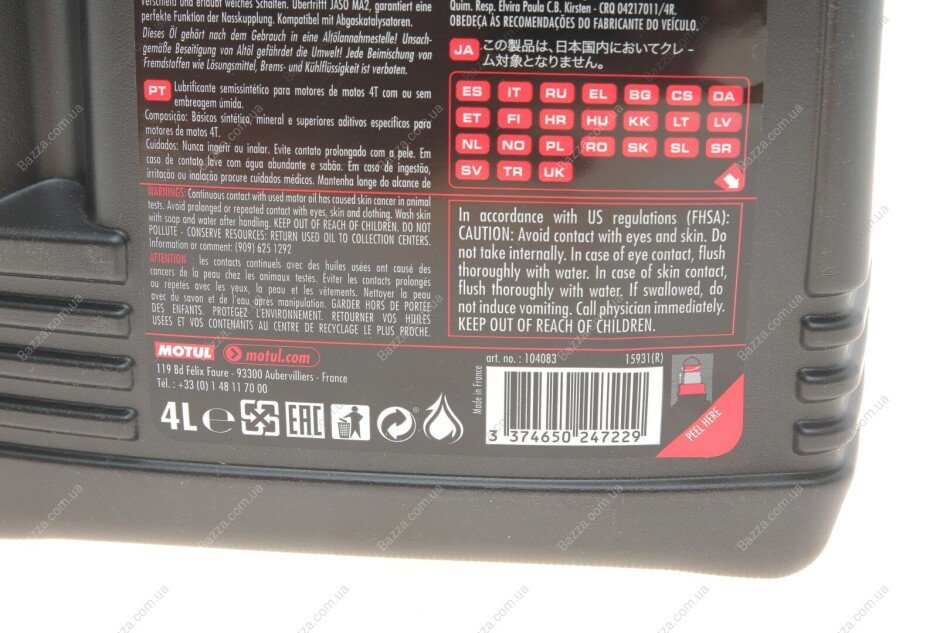 verschleiß und erlaubt weiches Schalten. Übertrifft JASO MA2, garantiert eine
perfekte Funktion der Nasskupplung. Kompatibel mit Abgaskatalysatoren.
Dieses Öl gehört nach dem Gebrauch in eine Altölannahmestelle! Unsach-
gemäße Beseitigung von Altöl gefährdet die Umwelt! Jede Beimischung von
Fremdstoffen wie Lösungsmittel, Brems- und Kühlflüssigkeit ist verboten.
PT Lubrificante semissintético para motores de motos 4T com ou sem
embreagem úmida.
Composição: Básicos sintético, mineral e superiores aditivos específicos para
motores de motos 4T.
Cuidados: Nunca ingerir ou inalar. Evite contato prolongado com a pele. Em
caso de contato lave com água abundante e sabão. Em caso de ingestão,
irritação ou intoxicação procure cuidados médicos. Mantenha longe do alcance de
Quím. Resp. Elvira Paula C.B. Kirsten - CRQ 04217011/4R.
OBEDEÇA ÀS RECOMENDAÇÕES DO FABRICANTE DO VEÍCULO.
JA この製品は、日本国内においてクレ-
ム対象となりません。
ES IT RU EL BG CS DA
ET FI HR HU KK LT LV
NL NO PL RO SK SL SR
SV TR UK
WARNINGS: Continuous contact with used motor oil has caused skin cancer in animal
tests. Avoid prolonged or repeated contact with eyes, skin and clothing. Wash skin
with soap and water after handling. KEEP OUT OF REACH OF CHILDREN. DO NOT
POLLUTE - CONSERVE RESOURCES: RETURN USED OIL TO COLLECTION CENTERS.
Information or comment: (909) 625 1292
ATTENTION les contacts continuels avec des huiles usées ont causé des
cancers de la peau chez les animaux testés. Éviter les contacts prolongés
ou répétés avec les yeux, la peau et les vêtements. Nettoyer la peau
avec du savon et de l'eau après manipulation. GARDER HORS DE PORTÉE
DES ENFANTS. PROTÉGEZ L'ENVIRONNEMENT. RETOURNER VOS HUILES
USÉES ET VOS CONTENANTS AU CENTRE DE RECYCLAGE LE PLUS PROCHE.
In accordance with US regulations (FHSA):
CAUTION: Avoid contact with eyes and skin. Do
not take internally. In case of eye contact, flush
thoroughly with water. In case of skin contact,
flush thoroughly with water. If swallowed, do
not induce vomiting. Call physician immediately.
KEEP OUT OF REACH OF CHILDREN.
MOTUL motul.com
119 Bd Félix Faure - 93300 Aubervilliers - France
Tel. : +33 (0) 1 48 11 70 00
4L ℮ EAC
art. no. : 104083 15931(R)
Made in France
3 374650 247229
PEEL HERE
Bazza.com.ua